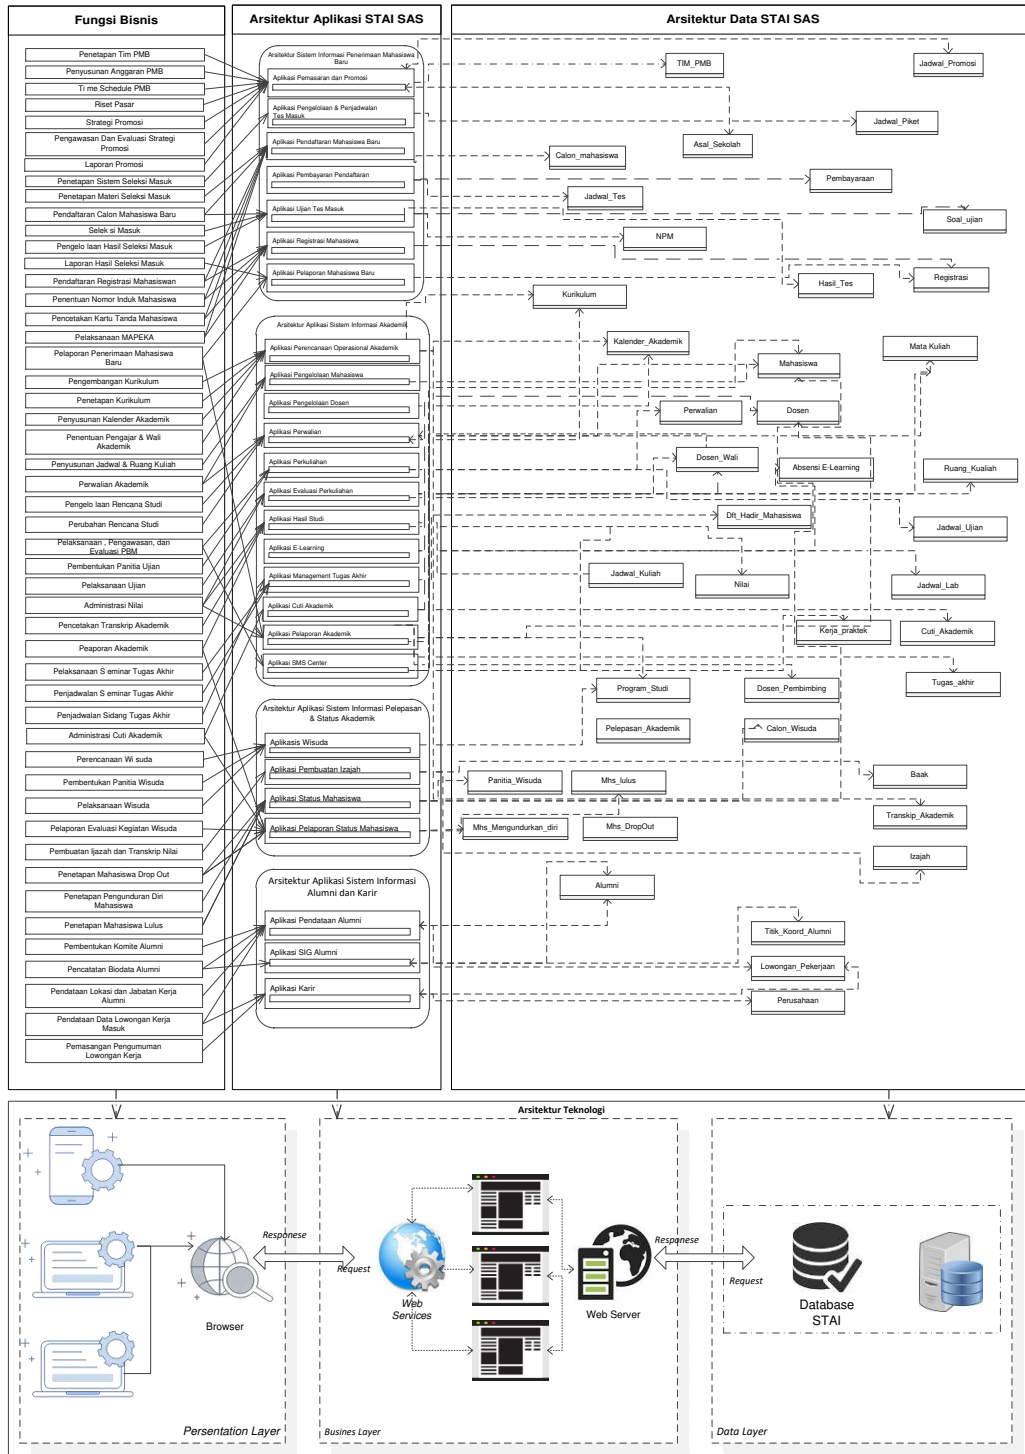 Fungsi Bisnis
Penetapan Tim PMB
Penyusunan Anggaran PMB
Ti me Schedule PMB
Riset Pasar
Strategi Promosi
Pengawasan Dan Evaluasi Strategi
Promosi
Laporan Promosi
Penetapan Sistem Seleksi Masuk
Penetapan Materi Seleksi Masuk
Pendaftaran Calon Mahasiswa Baru
Selek si Masuk
Pengelo laan Hasil Seleksi Masuk
Laporan Hasil Seleksi Masuk
Pendaftaran Registrasi Mahasiswan
Penentuan Nomor Induk Mahasiswa
Pencetakan Kartu Tanda Mahasiswa
Pelaksanaan MAPEKA
Pelaporan Penerimaan Mahasiswa
Baru
Pengembangan Kurikulum
Penetapan Kurikulum
Penyusunan Kalender Akademik
Penentuan Pengajar & Wali
Akademik
Penyusunan Jadwal & Ruang Kuliah
Perwalian Akademik
Pengelo laan Rencana Studi
Perubahan Rencana Studi
Pelaksanaan , Pengawasan, dan
Evaluasi PBM
Pembentukan Panitia Ujian
Pelaksanaan Ujian
Administrasi Nilai
Pencetakan Transkrip Akademik
Peaporan Akademik
Pelaksanaan S eminar Tugas Akhir
Penjadwalan S eminar Tugas Akhir
Penjadwalan Sidang Tugas Akhir
Administrasi Cuti Akademik
Perencanaan Wi suda
Pembentukan Panitia Wisuda
Pelaksanaan Wisuda
Pelaporan Evaluasi Kegiatan Wisuda
Pembuatan Ijazah dan Transkrip Nilai
Penetapan Mahasiswa Drop Out
Penetapan Pengunduran Diri
Mahasiswa
Penetapan Mahasiswa Lulus
Pembentukan Komite Alumni
Pencatatan Biodata Alumni
Pendataan Lokasi dan Jabatan Kerja
Alumni
Pendataan Data Lowongan Kerja
Masuk
Pemasangan Pengumuman
Lowongan Kerja
Arsitektur Aplikasi STAI SAS
Arsitektur Sistem Informasi Penerimaan Mahasiswa
Baru
Aplikasi Pemasaran dan Promosi
Aplikasi Pengelolaan & Penjadwalan
Tes Masuk
Aplikasi Pendaftaran Mahasiswa Baru
Aplikasi Pembayaran Pendaftaran
Aplikasi Ujian Tes Masuk
Aplikasi Registrasi Mahasiswa
Aplikasi Pelaporan Mahasiswa Baru
Arsitektur Aplikasi Sistem Informasi Akademik
Aplikasi Perencanaan Operasional Akademik
Aplikasi Pengelolaan Mahasiswa
Aplikasi Pengelolaan Dosen
Aplikasi Perwalian
Aplikasi Perkuliahan
Aplikasi Evaluasi Perkuliahan
Aplikasi Hasil Studi
Aplikasi E-Learning
Aplikasi Management Tugas Akhir
Aplikasi Cuti Akademik
Aplikasi Pelaporan Akademik
Aplikasi SMS Center
Arsitektur Aplikasi Sistem Informasi Pelepasan
& Status Akademik
Aplikasis Wisuda
Aplikasi Pembuatan Izajah
Aplikasi Status Mahasiswa
Aplikasi Pelaporan Status Mahasiswa
Arsitektur Aplikasi Sistem Informasi
Alumni dan Karir
Aplikasi Pendataan Alumni
Aplikasi SIG Alumni
Aplikasi Karir
Arsitektur Data STAI SAS
TIM_PMB
Jadwal_Promosi
Jadwal_Piket
Asal_Sekolah
Calon_mahasiswa
Pembayaraan
Jadwal_Tes
Soal_ujian
NPM
Hasil_Tes
Registrasi
Kurikulum
Kalender_Akademik
Mata Kuliah
Mahasiswa
Perwalian
Dosen
Dosen_Wali
Absensi E-Learning
Ruang_Kualiah
Dft_Hadir_Mahasiswa
Jadwal_Ujian
Jadwal_Kuliah
Nilai
Jadwal_Lab
Kerja_praktek
Cuti_Akademik
Program_Studi
Dosen_Pembimbing
Tugas_akhir
Pelepasan_Akademik
Calon_Wisuda
Panitia_Wisuda
Mhs_lulus
Baak
Mhs_Mengundurkan_diri
Mhs_DropOut
Transkip_Akademik
Izajah
Alumni
Titik_Koord_Alumni
Lowongan_Pekerjaan
Perusahaan
Arsitektur Teknologi
Browser
Persentation Layer
Responese
Request
Web
Services
Web Server
Busines Layer
Responese
Request
Database
STAI
Data Layer